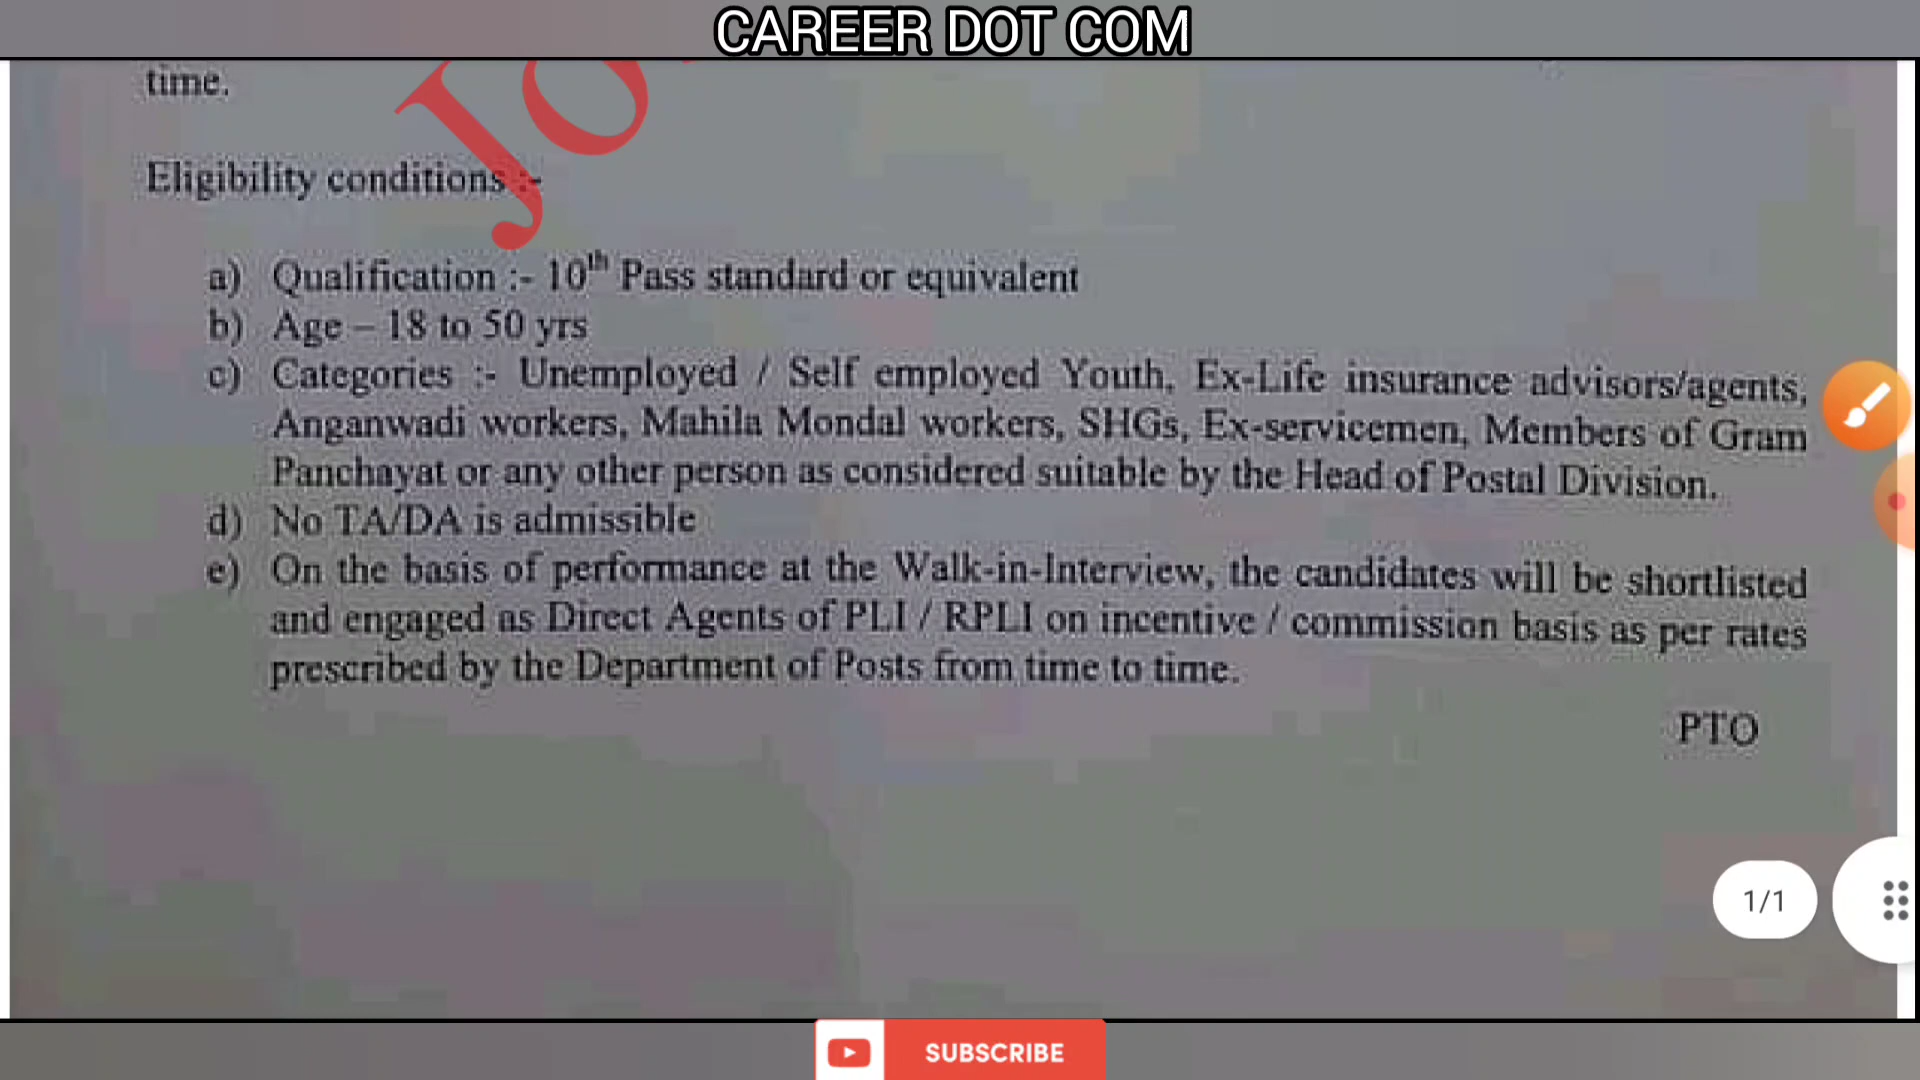 CAREER DOT COM
time.
Eligibility conditions :-
a) Qualification :- 10th Pass standard or equivalent
b) Age – 18 to 50 yrs
c) Categories :- Unemployed / Self employed Youth, Ex-Life insurance advisors/agents,
Anganwadi workers, Mahila Mondal workers, SHGs, Ex-servicemen, Members of Gram
Panchayat or any other person as considered suitable by the Head of Postal Division.
d) No TA/DA is admissible
e) On the basis of performance at the Walk-in-Interview, the candidates will be shortlisted
and engaged as Direct Agents of PLI / RPLI on incentive / commission basis as per rates
prescribed by the Department of Posts from time to time.
PTO
1/1
SUBSCRIBE